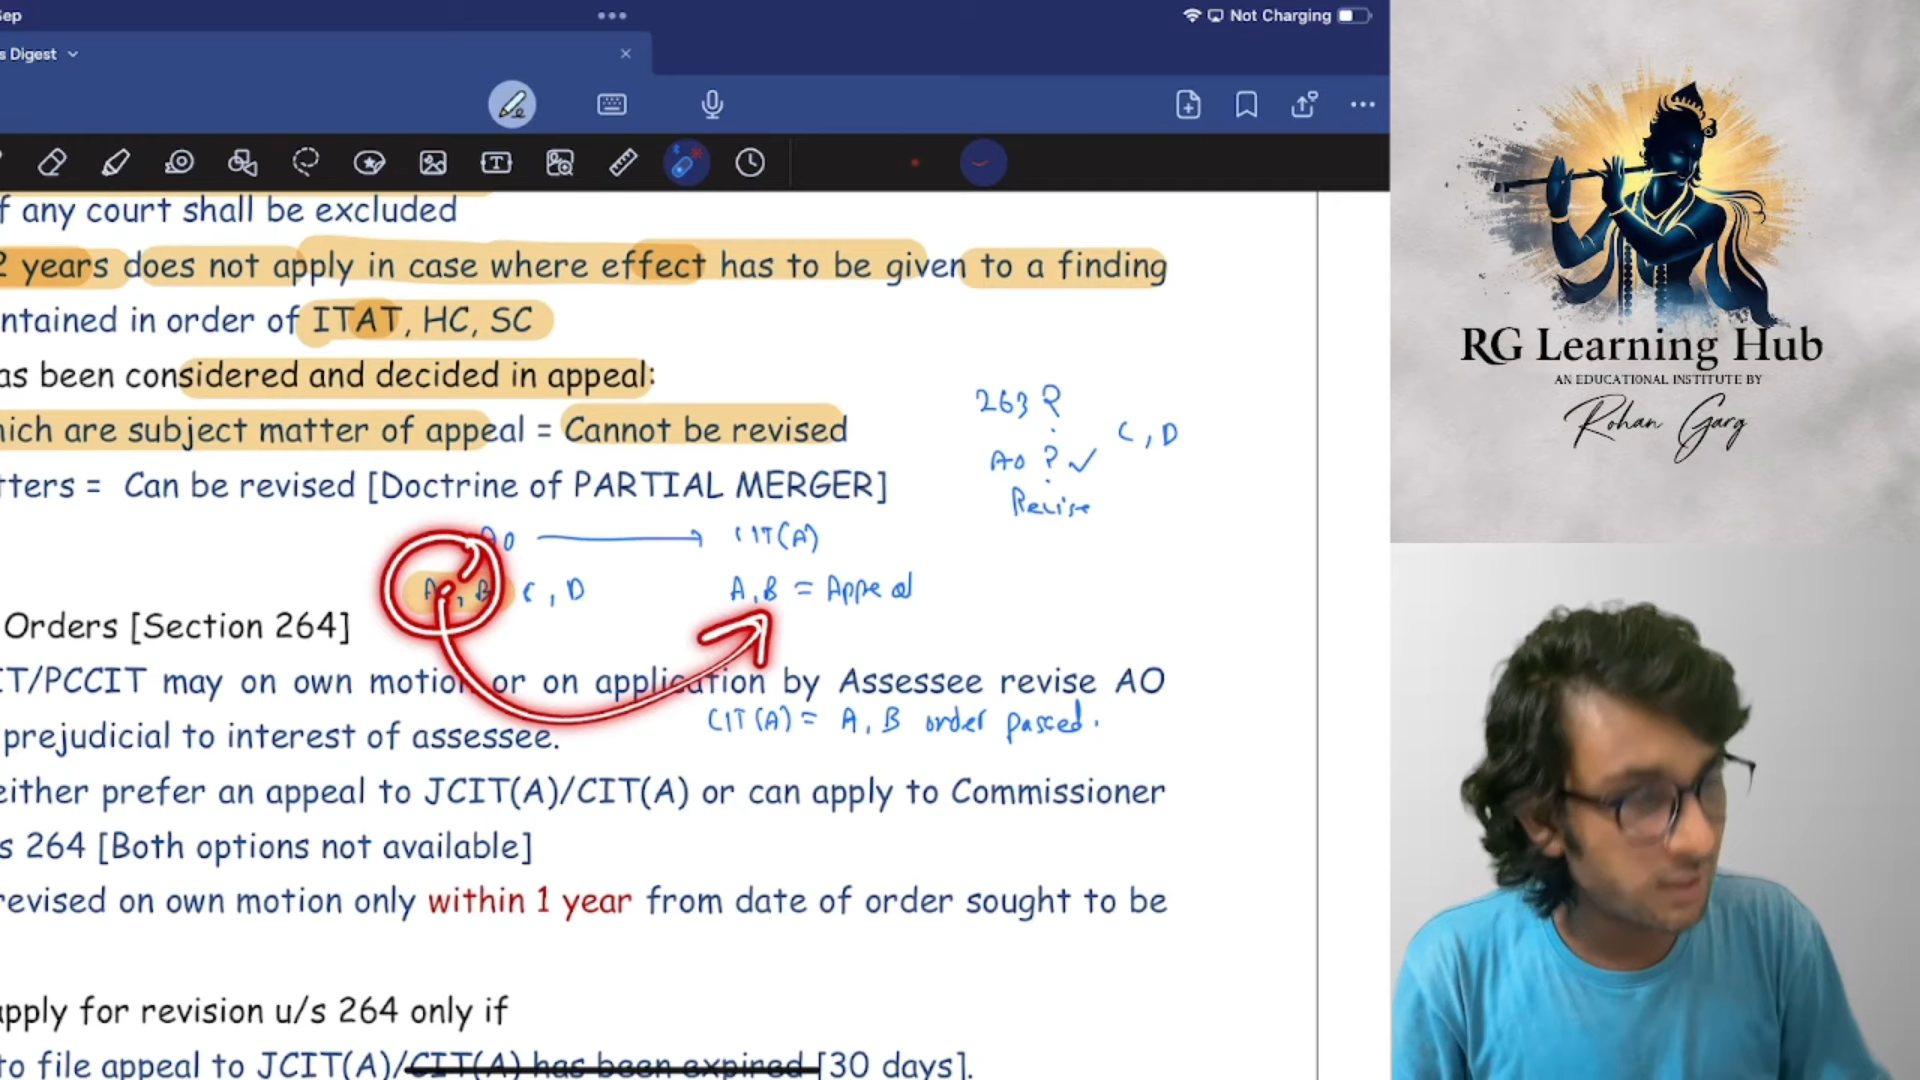 Sep
Not Charging
s Digest
f any court shall be excluded
2 years does not apply in case where effect has to be given to a finding
ntained in order of ITAT, HC, SC
as been considered and decided in appeal:
hich are subject matter of appeal = Cannot be revised
tters = Can be revised [Doctrine of PARTIAL MERGER]
263 ?
C, D
AO ? ✓
Revise
AO → CIT(A)
A, B C, D
A, B = Appeal
Orders [Section 264]
IT/PCCIT may on own motion or on application by Assessee revise AO
CIT(A) = A, B order passed.
prejudicial to interest of assessee.
either prefer an appeal to JCIT(A)/CIT(A) or can apply to Commissioner
s 264 [Both options not available]
revised on own motion only within 1 year from date of order sought to be
apply for revision u/s 264 only if
to file appeal to JCIT(A)/CIT(A) has been expired [30 days].
RG Learning Hub
AN EDUCATIONAL INSTITUTE BY
Rohan Garg